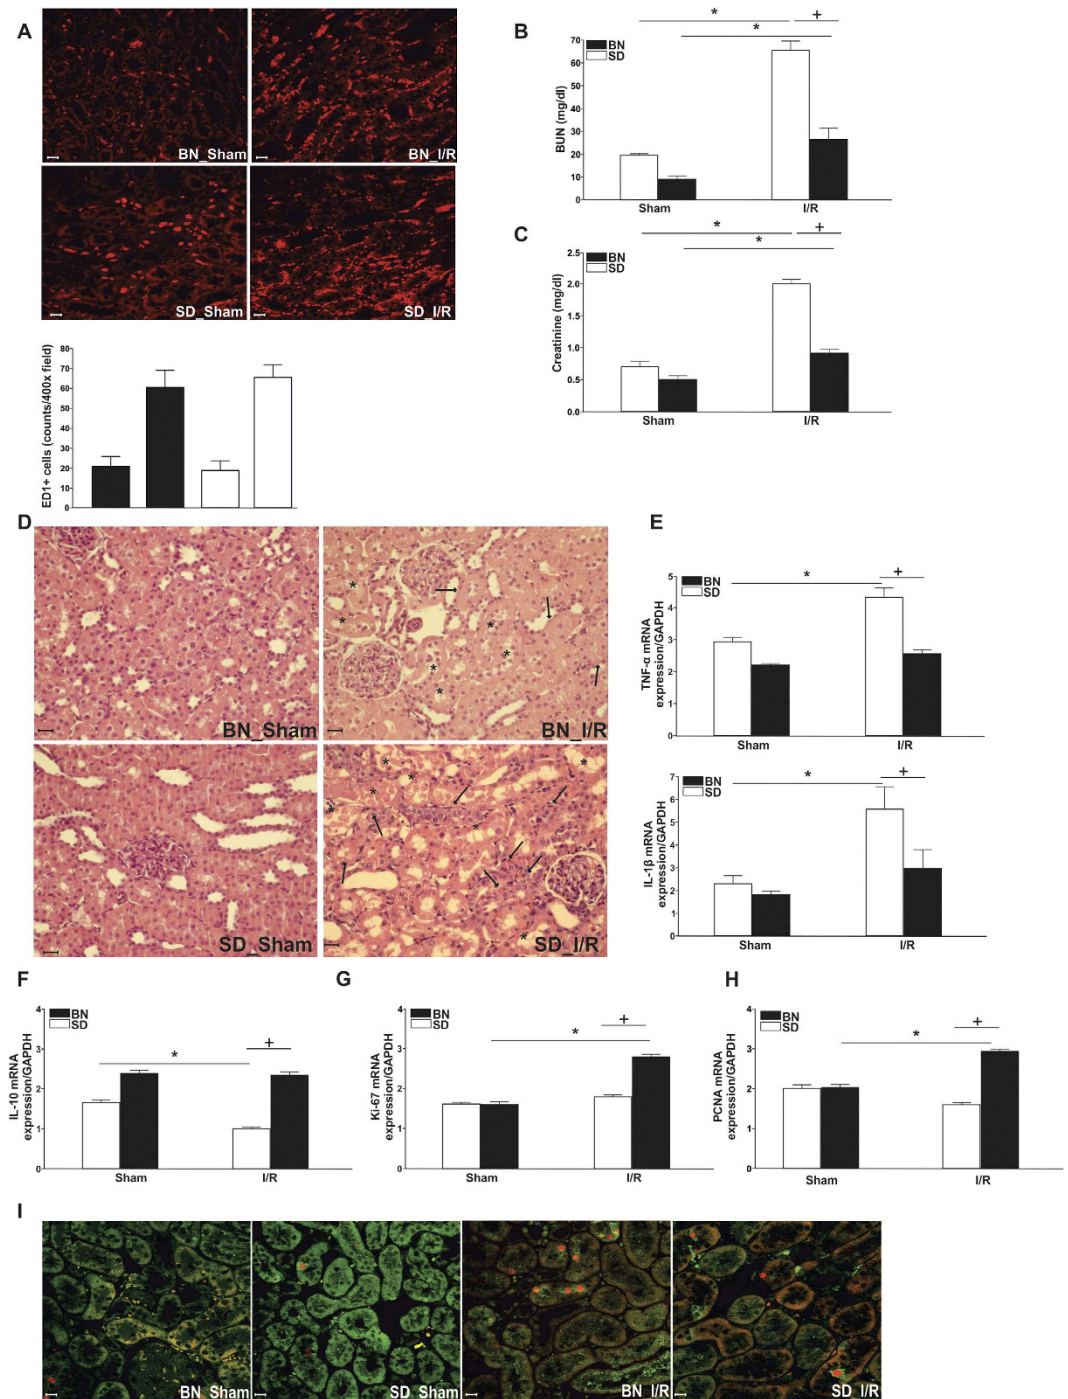 A
BN_Sham
BN_I/R
SD_Sham
SD_I/R
ED1+ cells (counts/400x field)
80
70
60
50
40
30
20
10
0
B
* +
*
BN
SD
BUN (mg/dl)
70
60
50
40
30
20
10
0
Sham I/R
C
* +
*
BN
SD
Creatinine (mg/dl)
2.5
2.0
1.5
1.0
0.5
0.0
Sham I/R
D
BN_Sham
BN_I/R
SD_Sham
SD_I/R
E
BN
SD
* +
TNF-α mRNA
expression/GAPDH
5
4
3
2
1
0
Sham I/R
BN
SD
* +
IL-1β mRNA
expression/GAPDH
7
6
5
4
3
2
1
0
Sham I/R
F
BN
SD
* +
IL-10 mRNA
expression/GAPDH
4
3
2
1
0
Sham I/R
G
BN
SD
* +
Ki-67 mRNA
expression/GAPDH
4
3
2
1
0
Sham I/R
H
BN
SD
* +
PCNA mRNA
expression/GAPDH
4
3
2
1
0
Sham I/R
I
BN_Sham
SD_Sham
BN_I/R
SD_I/R